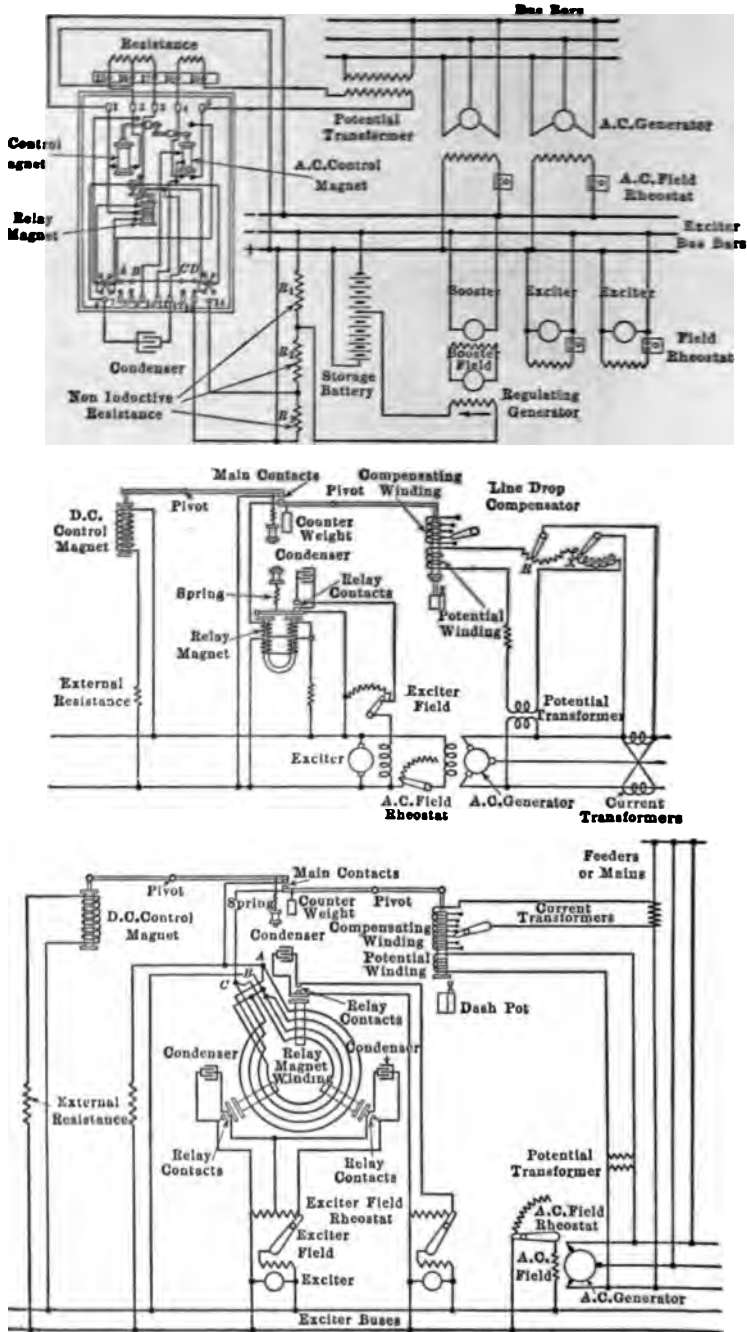 Bus Bars
Resistance
Potential
Transformer
A.C.Generator
Control
agnet
A.C.Control
Magnet
A.C.Field
Rheostat
Relay
Magnet
Exciter
Bus Bars
A B C D
R₁
Booster
Exciter
Exciter
Condenser
Booster
Field
Field
Rheostat
Storage
Battery
Non Inductive
Resistance
Regulating
Generator
Main Contacts
Compensating
Winding
Pivot
Pivot
Line Drop
Compensator
D.C.
Control
Magnet
Counter
Weight
Condenser
R X
Relay
Contacts
Spring
Potential
Winding
Relay
Magnet
External
Resistance
Exciter
Field
Potential
Transformer
Exciter
A.C.Field
Rheostat
A.C.Generator
Current
Transformers
Feeders
or Mains
Main Contacts
Pivot
Pivot
Spring
Counter
Weight
Current
Transformers
D.C.Control
Magnet
Condenser
Compensating
Winding
Potential
Winding
A
B
C
Relay
Contacts
Dash Pot
Condenser
Condenser
Relay
Magnet
Winding
External
Resistance
Relay
Contacts
Relay
Contacts
Potential
Transformer
Exciter Field
Rheostat
Exciter
Field
A.C.Field
Rheostat
A.C.
Field
Exciter
A.C.Generator
Exciter Buses